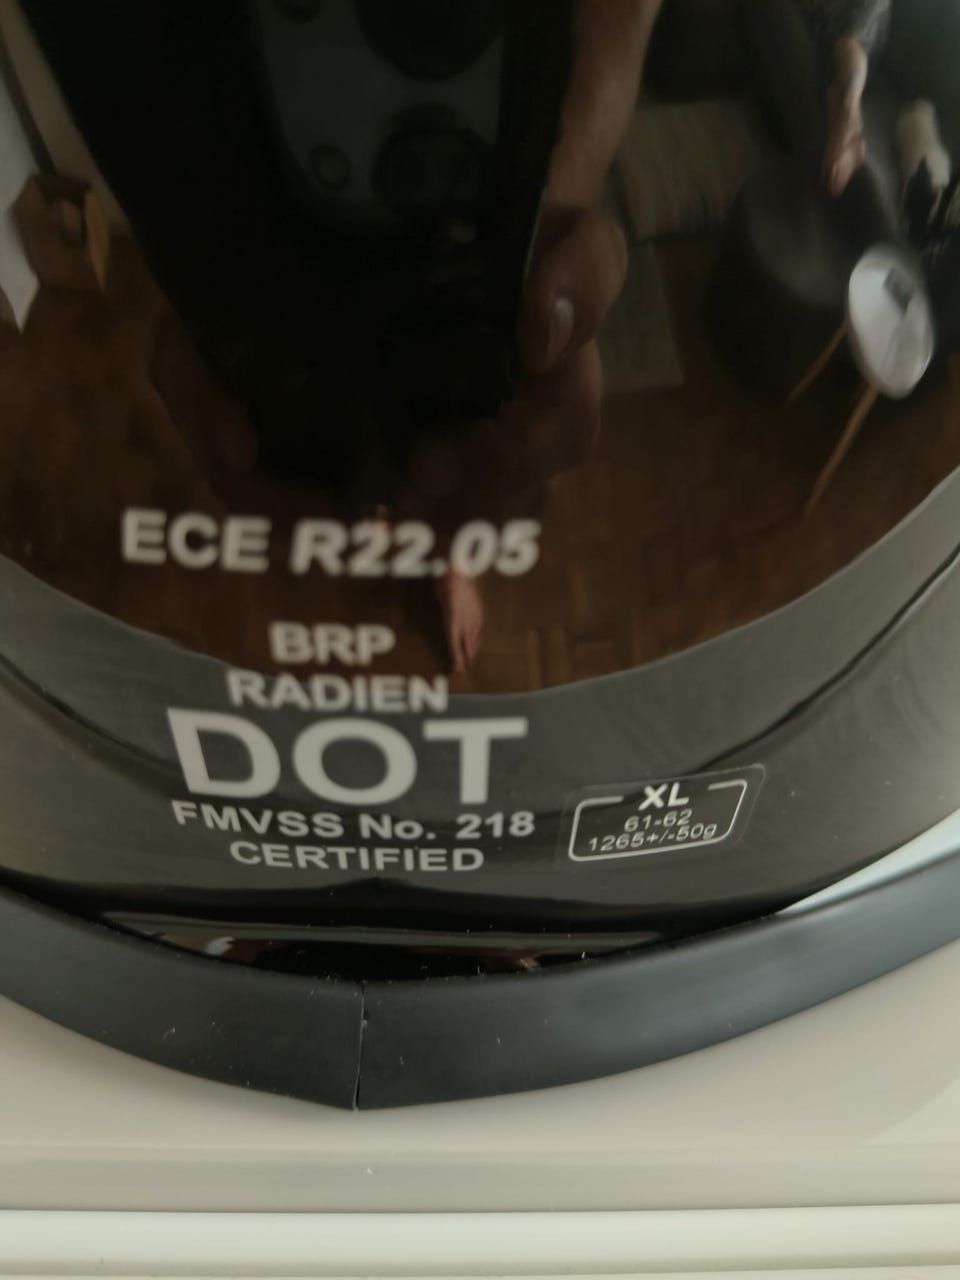 ECE R22.05
BRP
RADIEN
DOT
FMVSS No. 218
CERTIFIED
XL
61-62
1265+/-50g